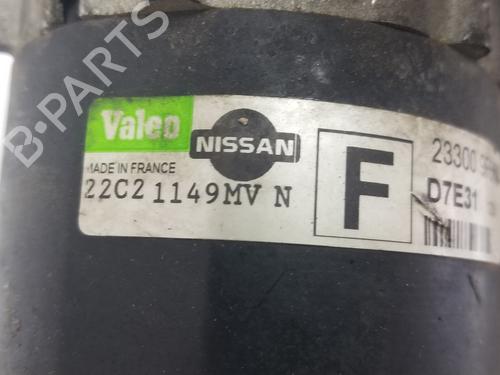 Valeo
NISSAN
MADE IN FRANCE
22C2 1149MV N
F
23300
D7E31
B-PARTS